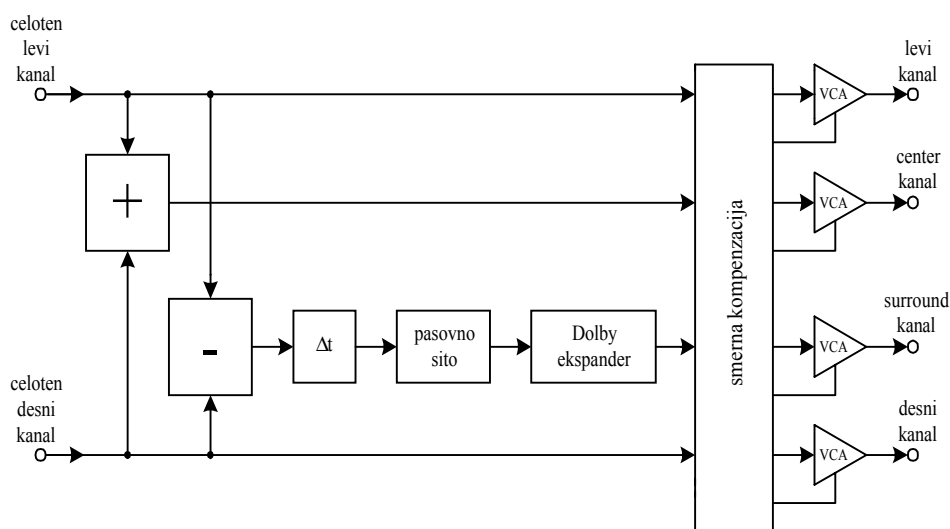 celoten
levi
kanal
levi
kanal
VCA
+
center
kanal
VCA
smerna kompenzacija
-
Δt
pasovno
sito
Dolby
ekspander
surround
kanal
VCA
celoten
desni
kanal
desni
kanal
VCA